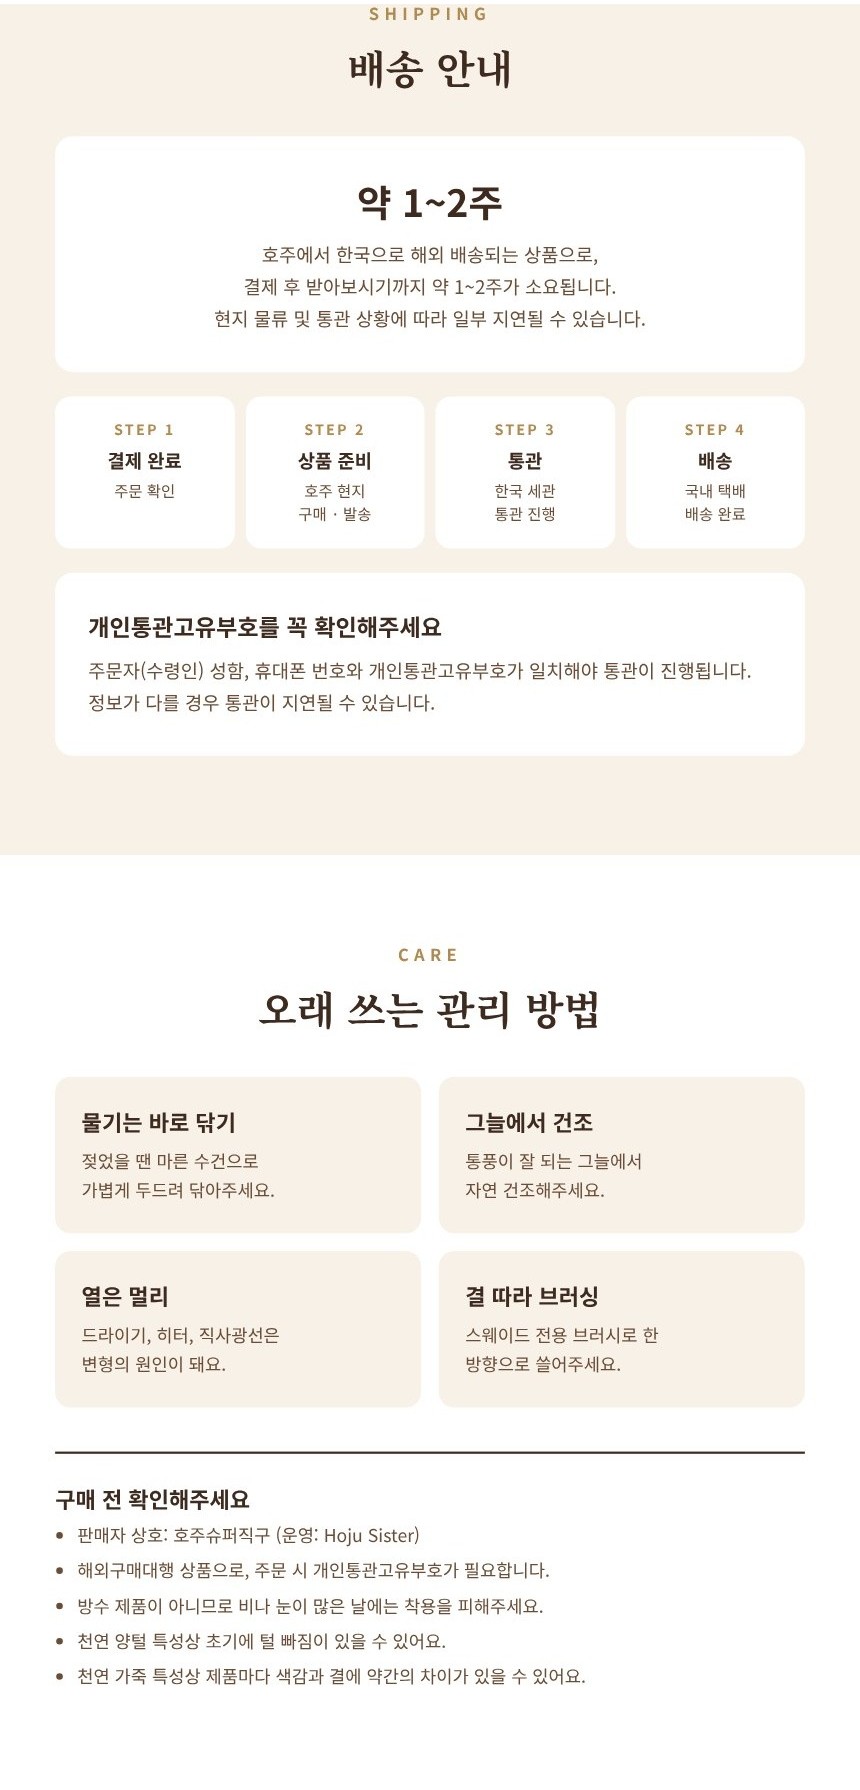 SHIPPING
배송 안내
약 1~2주
호주에서 한국으로 해외 배송되는 상품으로,
결제 후 받아보시기까지 약 1~2주가 소요됩니다.
현지 물류 및 통관 상황에 따라 일부 지연될 수 있습니다.
STEP 1
결제 완료
주문 확인
STEP 2
상품 준비
호주 현지
구매 · 발송
STEP 3
통관
한국 세관
통관 진행
STEP 4
배송
국내 택배
배송 완료
개인통관고유부호를 꼭 확인해주세요
주문자(수령인) 성함, 휴대폰 번호와 개인통관고유부호가 일치해야 통관이 진행됩니다.
정보가 다를 경우 통관이 지연될 수 있습니다.
CARE
오래 쓰는 관리 방법
물기는 바로 닦기
젖었을 땐 마른 수건으로
가볍게 두드려 닦아주세요.
그늘에서 건조
통풍이 잘 되는 그늘에서
자연 건조해주세요.
열은 멀리
드라이기, 히터, 직사광선은
변형의 원인이 돼요.
결 따라 브러싱
스웨이드 전용 브러시로 한
방향으로 쓸어주세요.
구매 전 확인해주세요
• 판매자 상호: 호주슈퍼직구 (운영: Hoju Sister)
• 해외구매대행 상품으로, 주문 시 개인통관고유부호가 필요합니다.
• 방수 제품이 아니므로 비나 눈이 많은 날에는 착용을 피해주세요.
• 천연 양털 특성상 초기에 털 빠짐이 있을 수 있어요.
• 천연 가죽 특성상 제품마다 색감과 결에 약간의 차이가 있을 수 있어요.